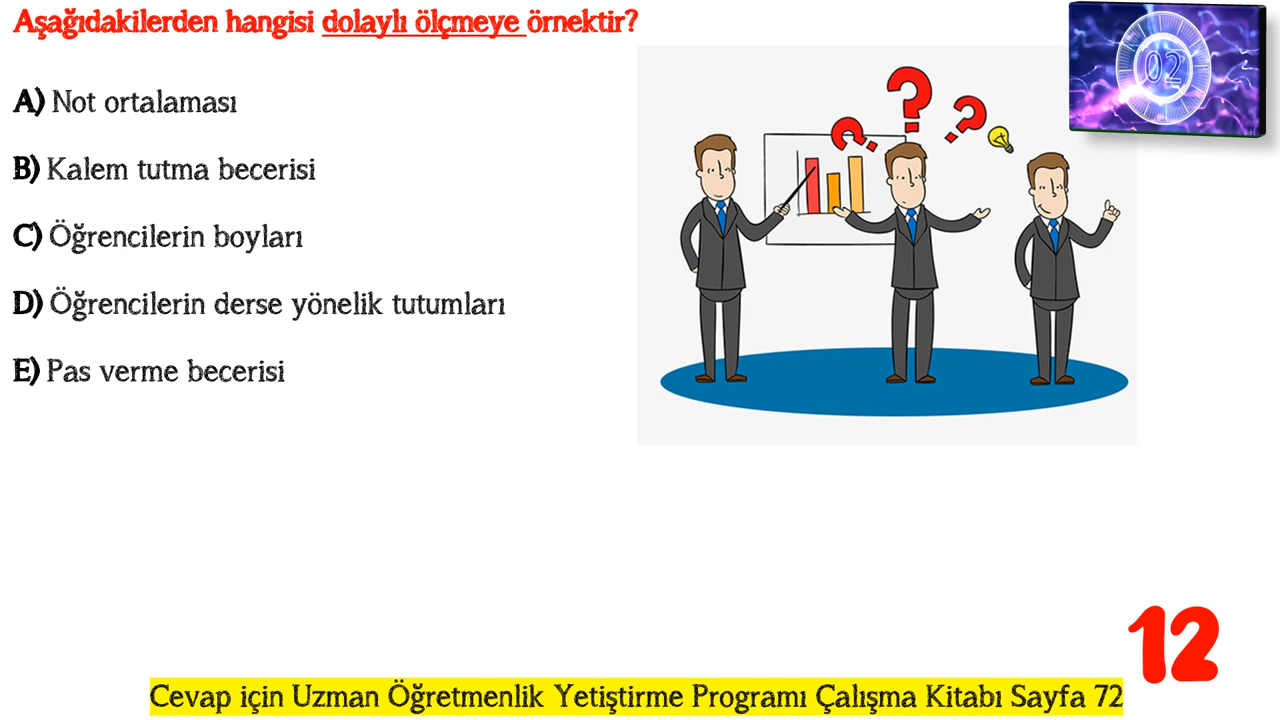 Aşağıdakilerden hangisi dolaylı ölçmeye örnektir?
02
A) Not ortalaması
B) Kalem tutma becerisi
C) Öğrencilerin boyları
D) Öğrencilerin derse yönelik tutumları
E) Pas verme becerisi
? ? ?
12
Cevap için Uzman Öğretmenlik Yetiştirme Programı Çalışma Kitabı Sayfa 72